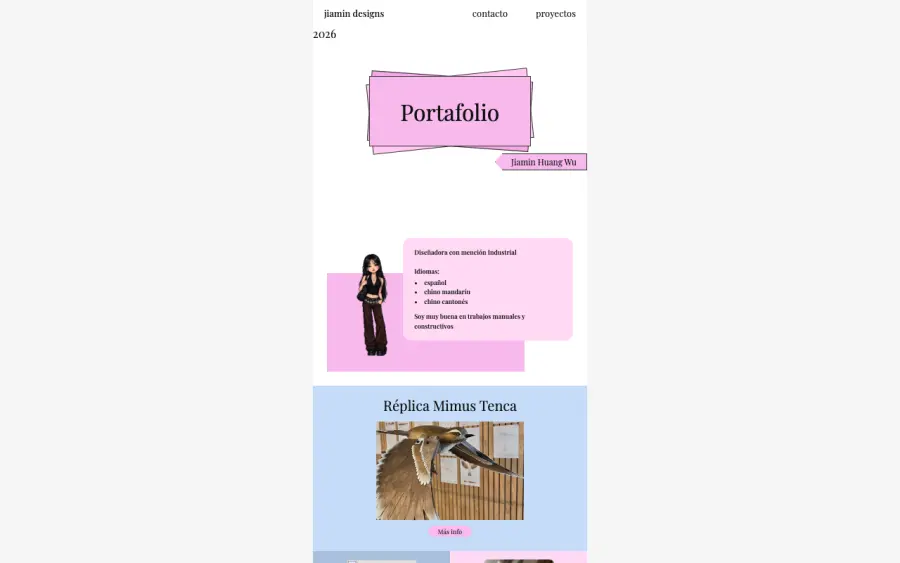 jiamin designs
contacto
proyectos
2026
Portafolio
Jiamin Huang Wu
Diseñadora con mención Industrial
idiomas:
• español
• chino mandarín
• chino cantonés
Soy muy buena en trabajos manuales y
constructivos
Réplica Mimus Tenca
Más info